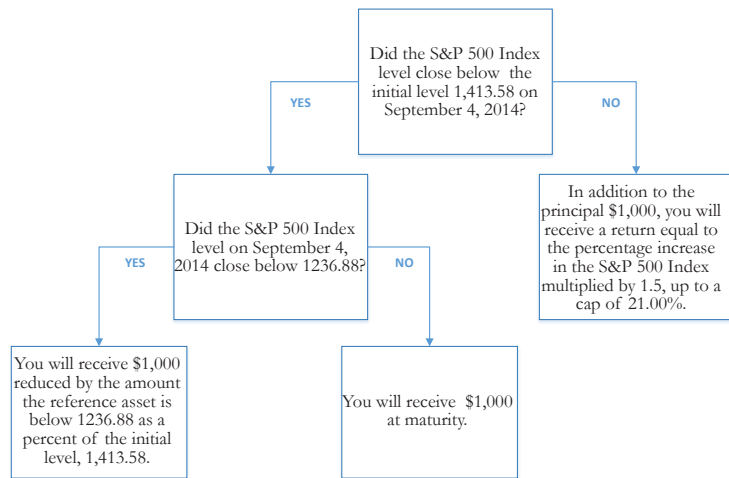 Did the S&P 500 Index
level close below the
initial level 1,413.58 on
September 4, 2014?
YES
NO
Did the S&P 500 Index
level on September 4,
2014 close below 1236.88?
In addition to the
principal $1,000, you will
receive a return equal to
the percentage increase
in the S&P 500 Index
multiplied by 1.5, up to a
cap of 21.00%.
YES
NO
You will receive $1,000
reduced by the amount
the reference asset is
below 1236.88 as a
percent of the initial
level, 1,413.58.
You will receive $1,000
at maturity.